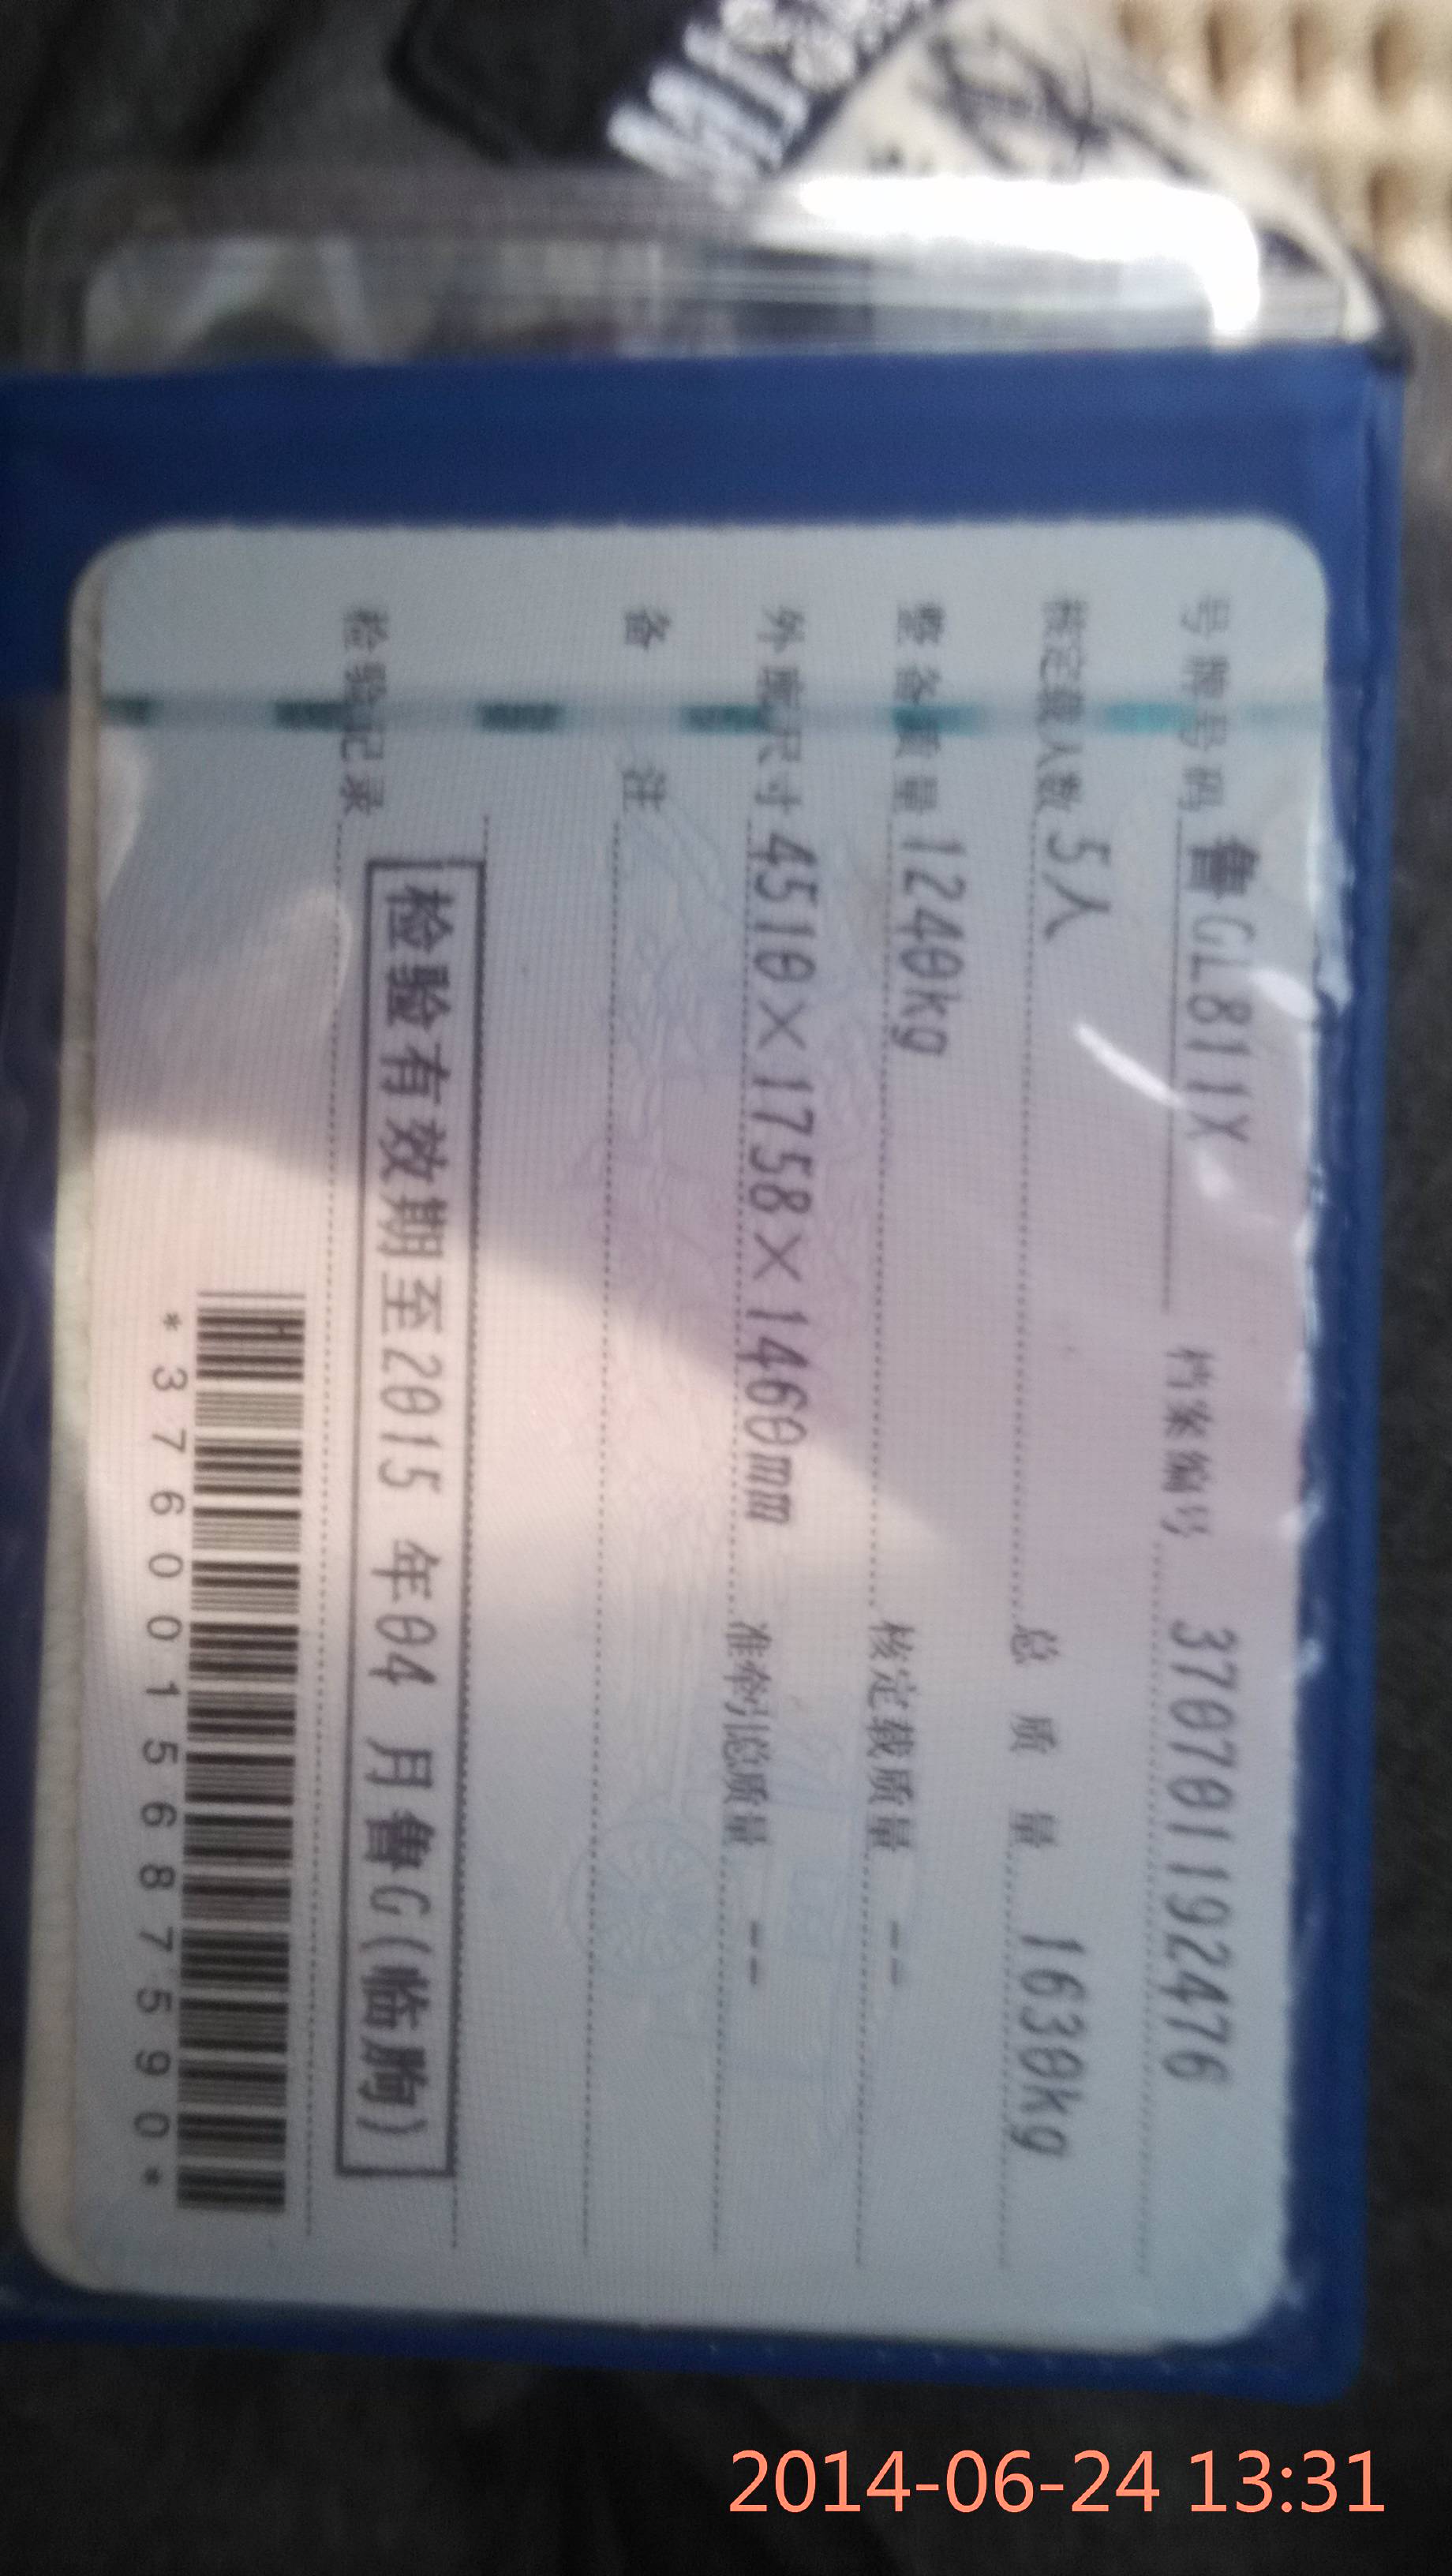 号牌号码 鲁GL811X 档案编号 370701192476
核定载人数 5人 总质量 1630kg
整备质量 1240kg 核定载质量 --
外廓尺寸 4510×1758×1460mm 准牵引总质量 --
备注
检验记录 检验有效期至2015 年04 月鲁G(临朐)
*3760015687590*
2014-06-24 13:31